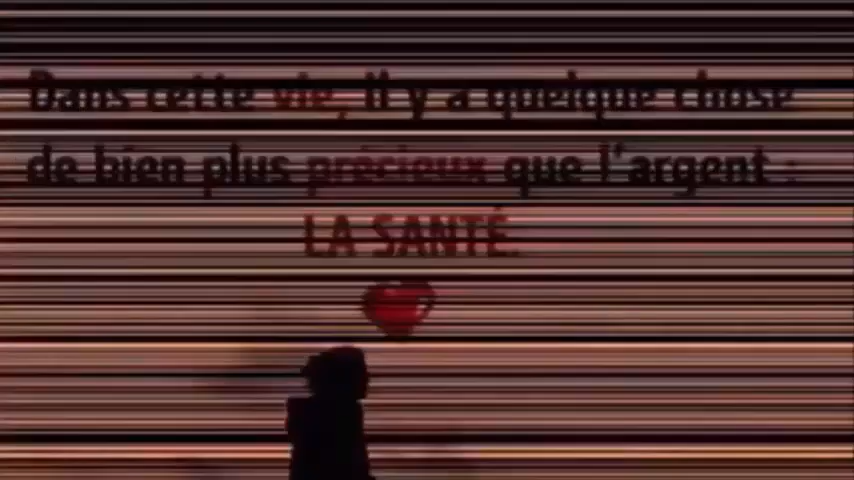 Dans cette vie, il y a quelque chose
de bien plus précieux que l'argent :
LA SANTÉ.